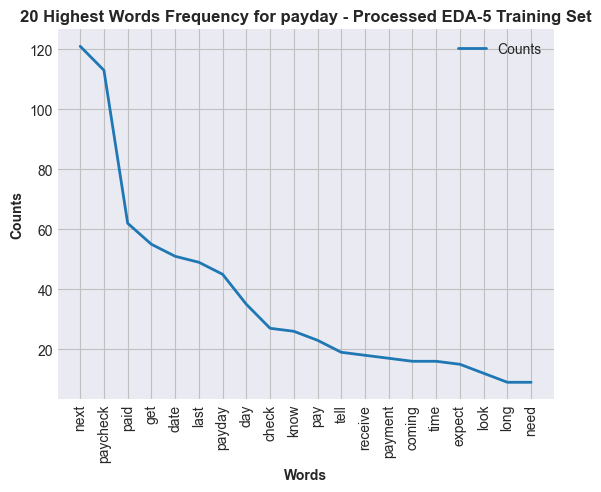 20 Highest Words Frequency for payday - Processed EDA-5 Training Set
Counts
120
100
80
60
40
20
Counts
next
paycheck
paid
get
date
last
payday
day
check
know
pay
tell
receive
payment
coming
time
expect
look
long
need
Words